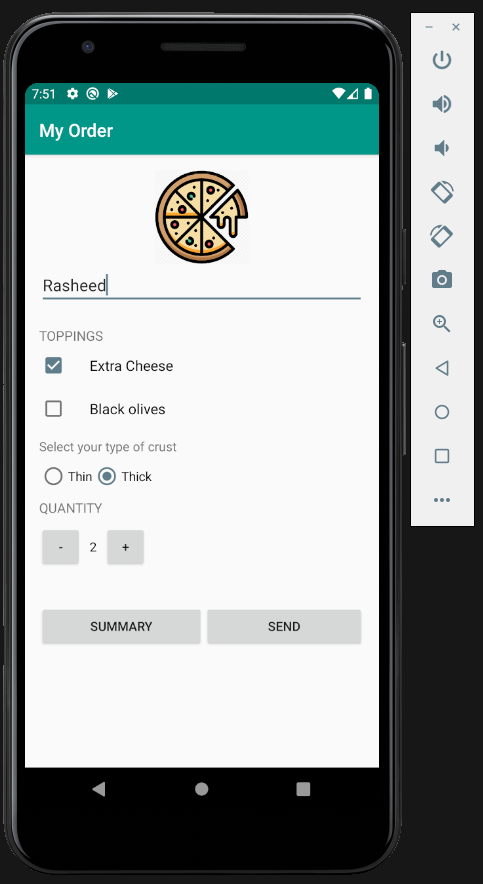 7:51
My Order
Rasheed
TOPPINGS
Extra Cheese
Black olives
Select your type of crust
Thin Thick
QUANTITY
- 2 +
SUMMARY SEND